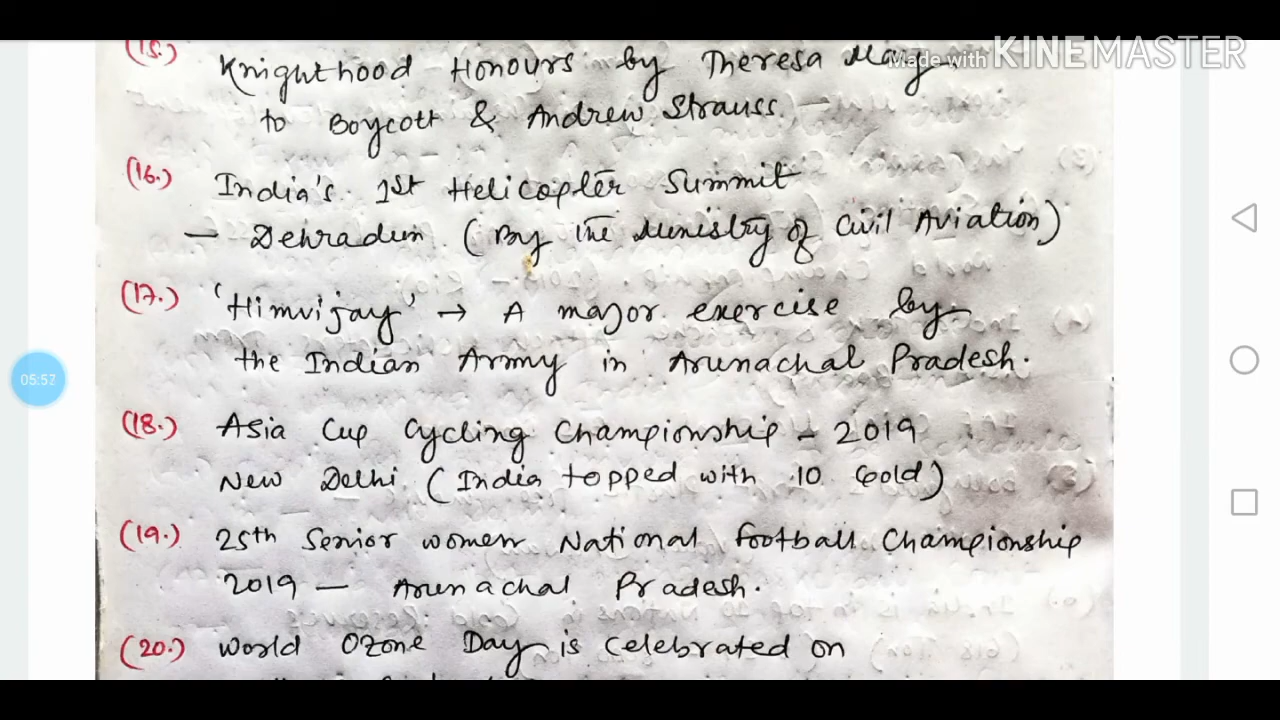 Made with KINEMASTER
(15.)
Knighthood Honours by Theresa May
to Boycott & Andrew Strauss.
(16.) India's 1st Helicopter Summit
— Dehradun (By the Ministry of Civil Aviation)
(17.) 'Himvijay' → A major exercise by
the Indian Army in Arunachal Pradesh.
05:57
(18.) Asia Cup Cycling Championship - 2019
New Delhi (India topped with 10 Gold)
(19.) 25th Senior women National Football Championship
2019 — Arunachal Pradesh.
(20.) World Ozone Day is celebrated on